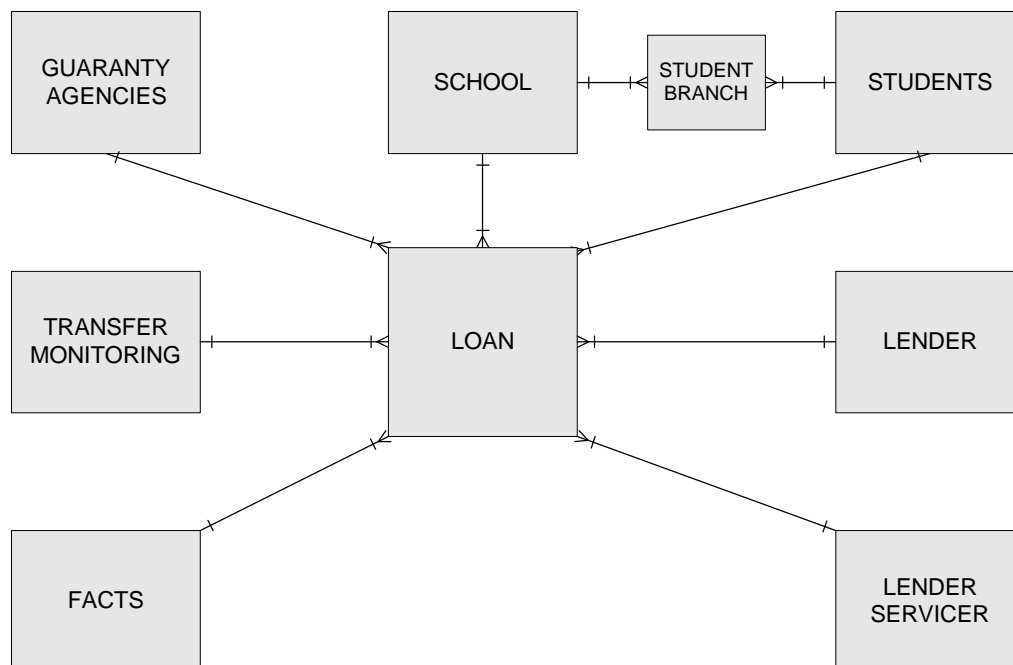 GUARANTY
AGENCIES
SCHOOL
STUDENT
BRANCH
STUDENTS
TRANSFER
MONITORING
LOAN
LENDER
FACTS
LENDER
SERVICER